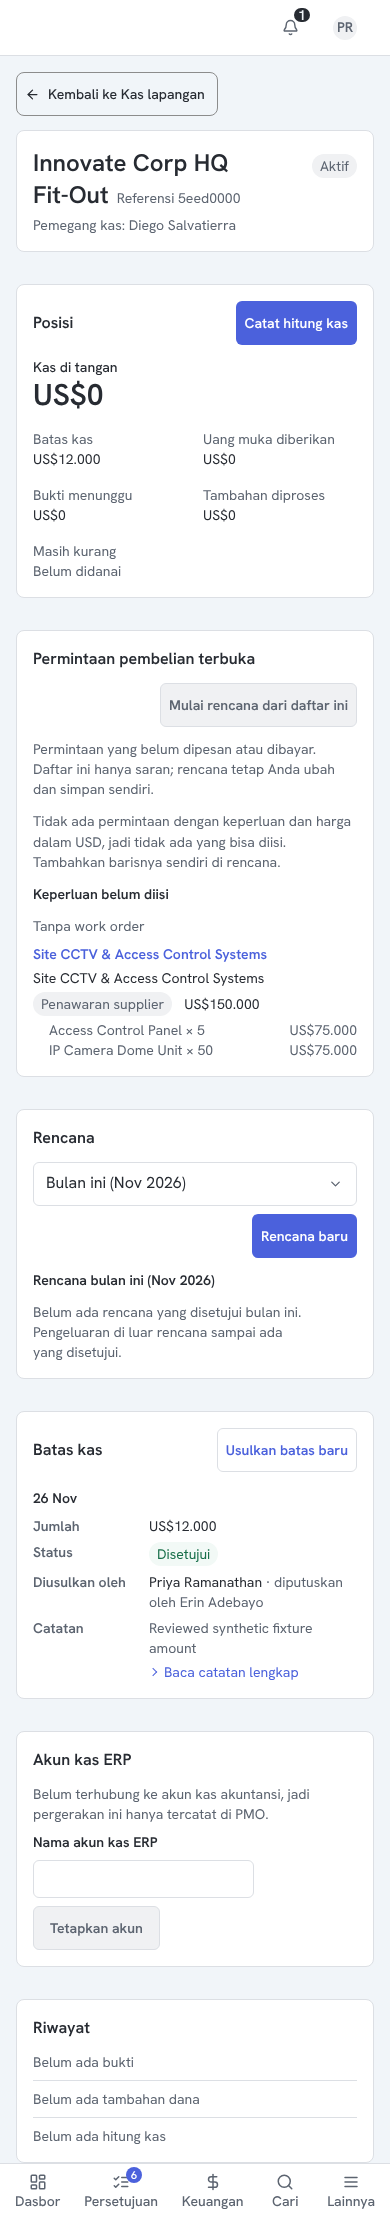 1
PR
← Kembali ke Kas lapangan
Innovate Corp HQ
Fit-Out Referensi 5eed0000
Aktif
Pemegang kas: Diego Salvatierra
Posisi
Catat hitung kas
Kas di tangan
US$0
Batas kas
Uang muka diberikan
US$12.000
US$0
Bukti menunggu
Tambahan diproses
US$0
US$0
Masih kurang
Belum didanai
Permintaan pembelian terbuka
Mulai rencana dari daftar ini
Permintaan yang belum dipesan atau dibayar.
Daftar ini hanya saran; rencana tetap Anda ubah
dan simpan sendiri.
Tidak ada permintaan dengan keperluan dan harga
dalam USD, jadi tidak ada yang bisa diisi.
Tambahkan barisnya sendiri di rencana.
Keperluan belum diisi
Tanpa work order
Site CCTV & Access Control Systems
Site CCTV & Access Control Systems
Penawaran supplier US$150.000
Access Control Panel × 5 US$75.000
IP Camera Dome Unit × 50 US$75.000
Rencana
Bulan ini (Nov 2026)
Rencana baru
Rencana bulan ini (Nov 2026)
Belum ada rencana yang disetujui bulan ini.
Pengeluaran di luar rencana sampai ada
yang disetujui.
Batas kas
Usulkan batas baru
26 Nov
Jumlah US$12.000
Status Disetujui
Diusulkan oleh Priya Ramanathan · diputuskan
oleh Erin Adebayo
Catatan Reviewed synthetic fixture
amount
Baca catatan lengkap
Akun kas ERP
Belum terhubung ke akun kas akuntansi, jadi
pergerakan ini hanya tercatat di PMO.
Nama akun kas ERP
Tetapkan akun
Riwayat
Belum ada bukti
Belum ada tambahan dana
Belum ada hitung kas
6
Dasbor Persetujuan Keuangan Cari Lainnya